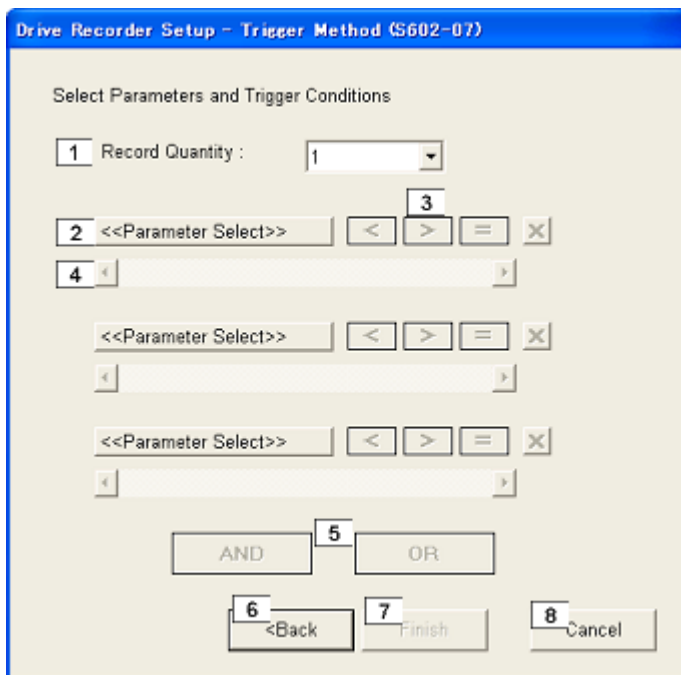 Drive Recorder Setup - Trigger Method (S602-07)
Select Parameters and Trigger Conditions
1 Record Quantity : 1
3
2 <<Parameter Select>> < > = X
4
<<Parameter Select>> < > = X
<<Parameter Select>> < > = X
5
AND OR
6 7 8
<Back Finish Cancel